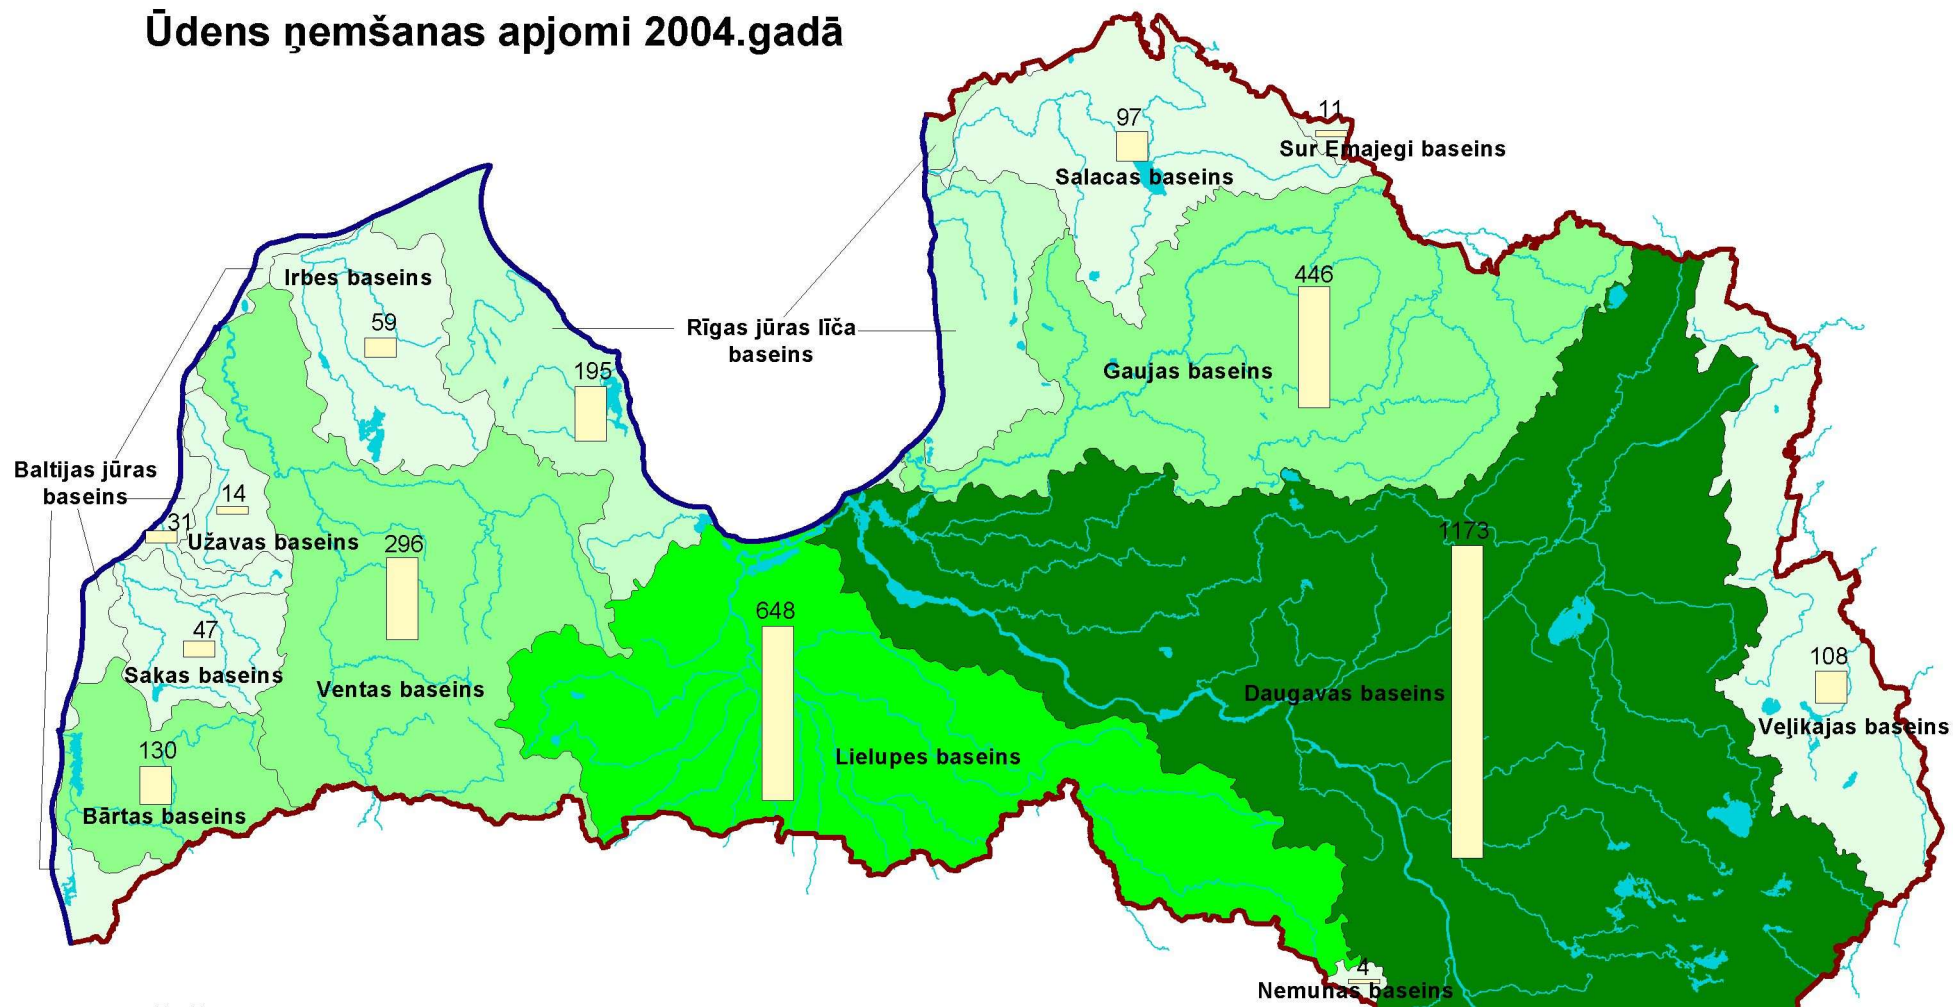 Ūdens ņemšanas apjomi 2004.gadā
11
97
Sur Emajegi baseins
Salacas baseins
Irbes baseins
446
59
Rīgas jūras līča
baseins
195
Gaujas baseins
Baltijas jūras
baseins
14
31
Užavas baseins
296
1173
648
47
Sakas baseins
Ventas baseins
Daugavas baseins
108
Veļikajas baseins
130
Lielupes baseins
Bārtas baseins
4
Nemunas baseins